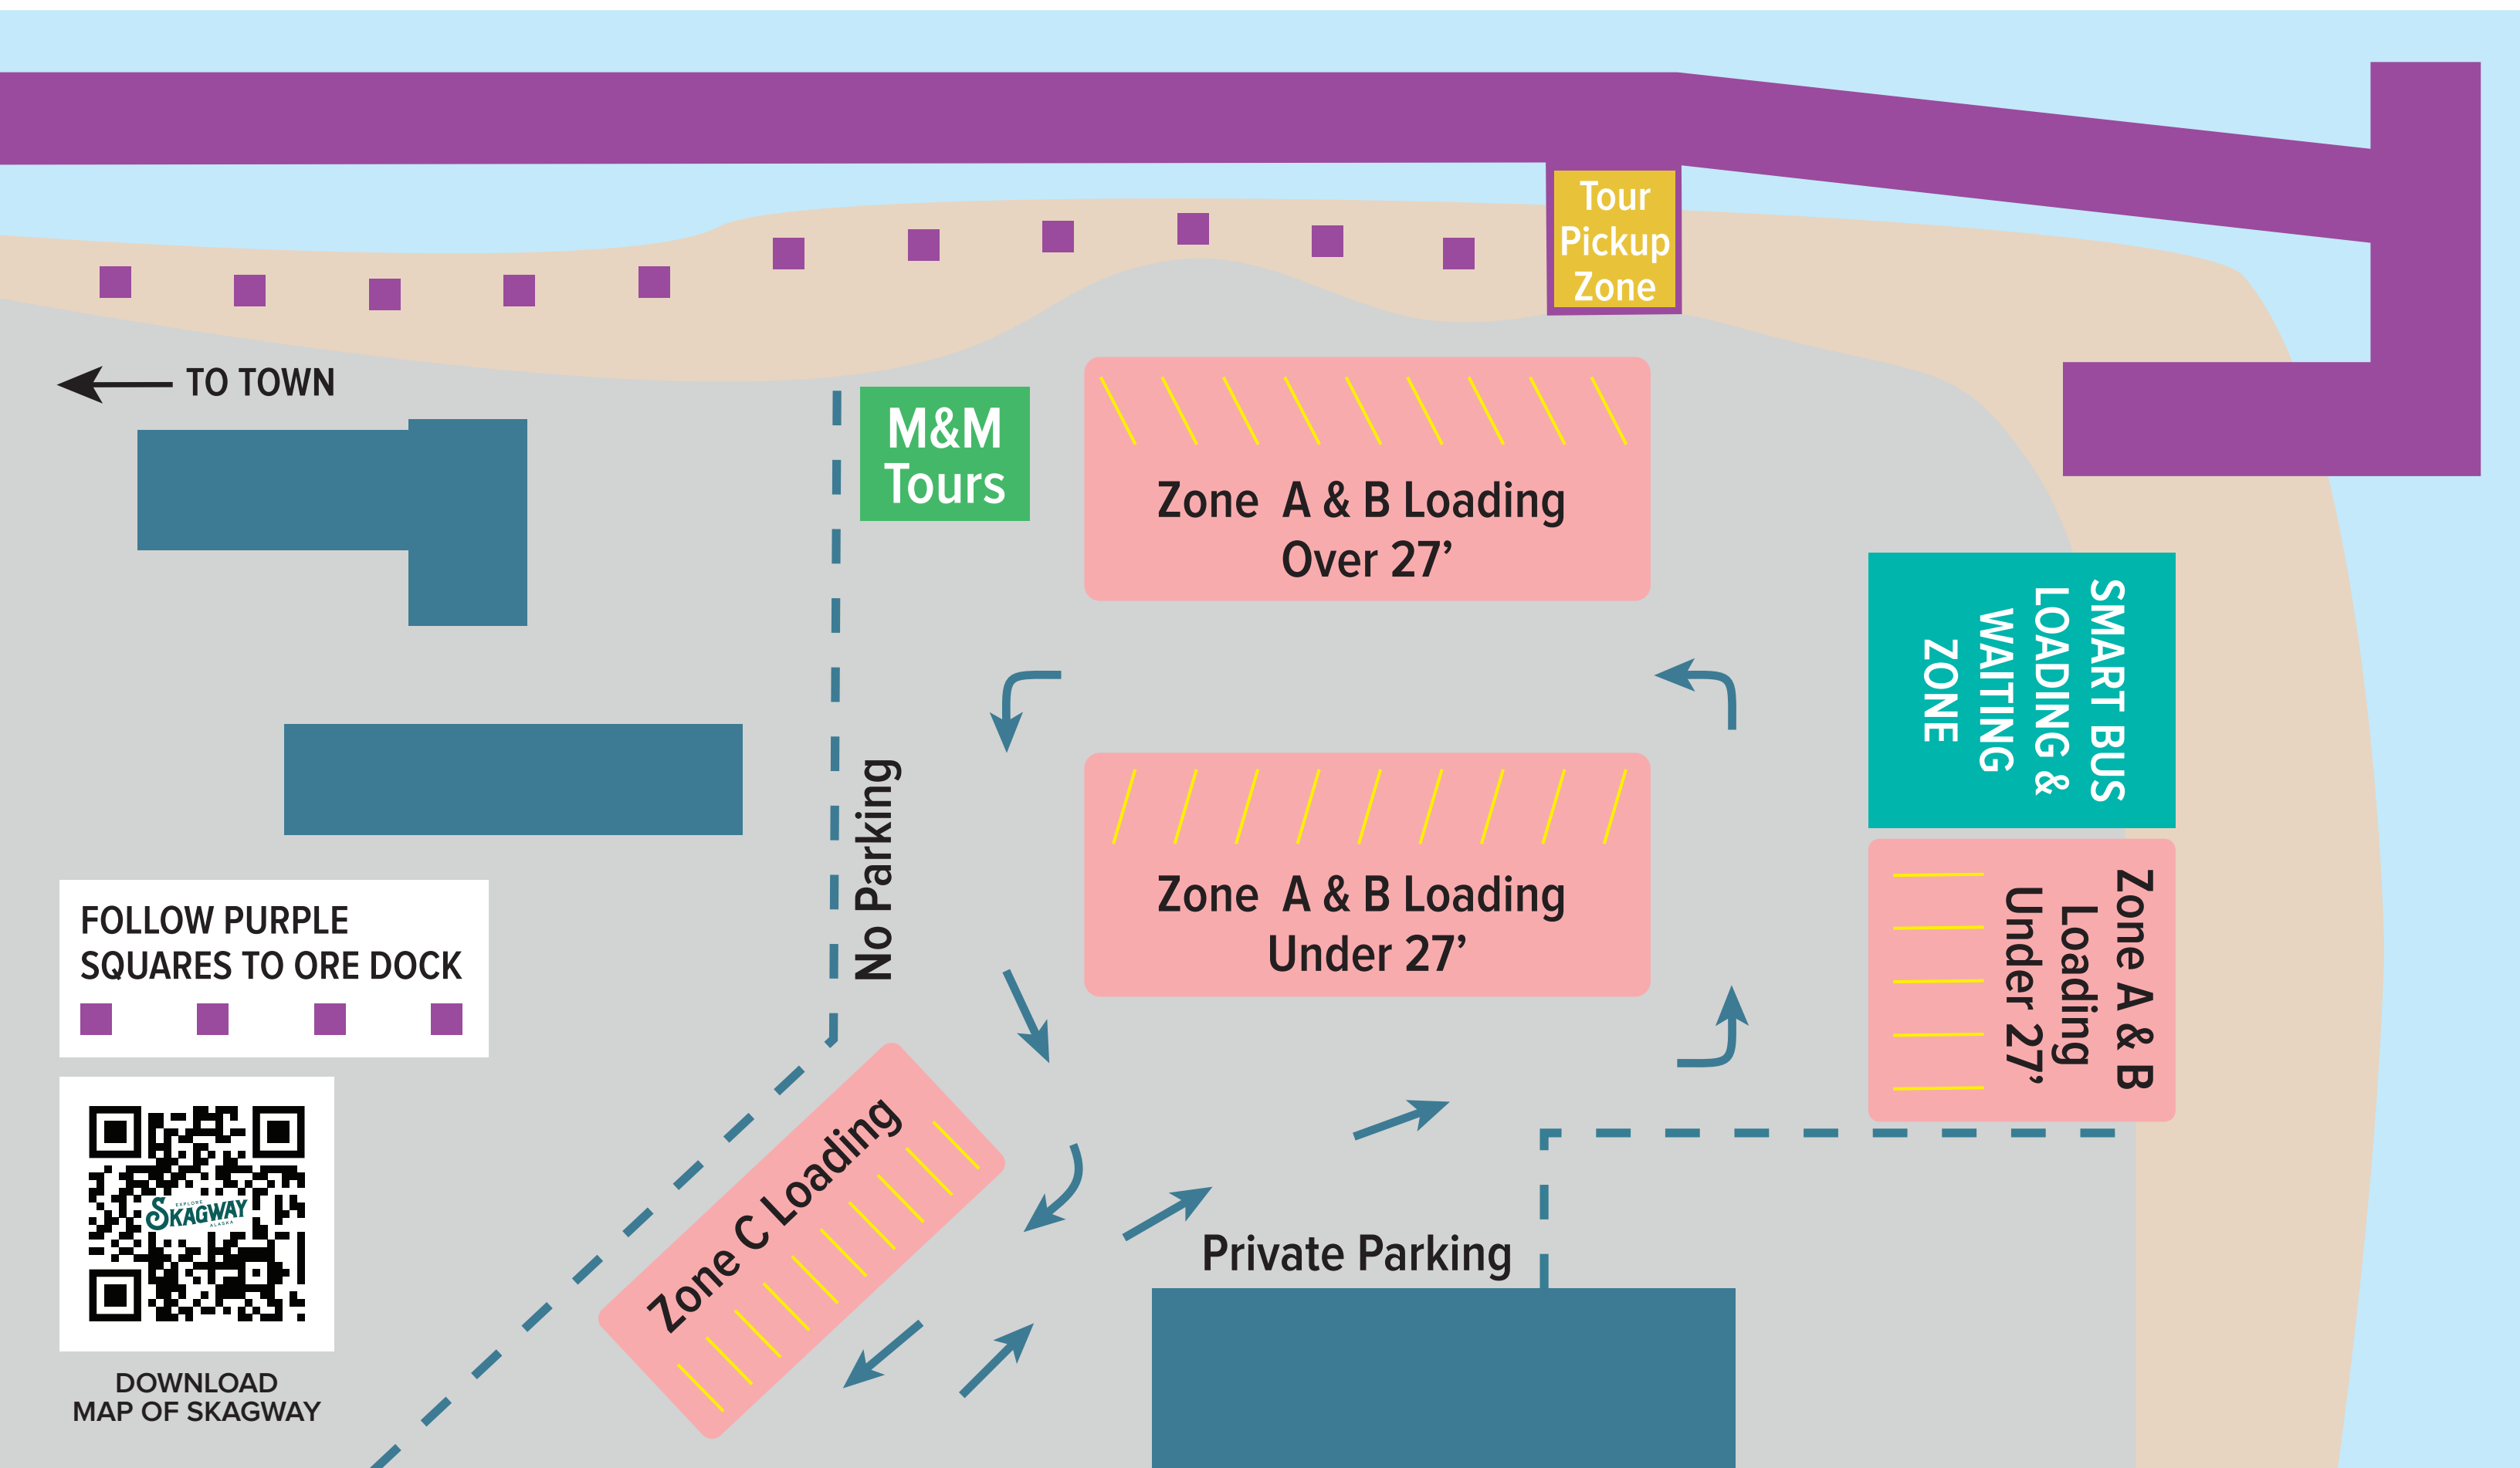 Tour
Pickup
Zone
TO TOWN
M&M
Tours
Zone A & B Loading
Over 27’
SMART BUS
LOADING &
WAITING
ZONE
No Parking
Zone A & B Loading
Under 27’
Zone A & B
Loading
Under 27’
FOLLOW PURPLE
SQUARES TO ORE DOCK
Zone C Loading
EXPLORE
SKAGWAY
ALASKA
Private Parking
DOWNLOAD
MAP OF SKAGWAY